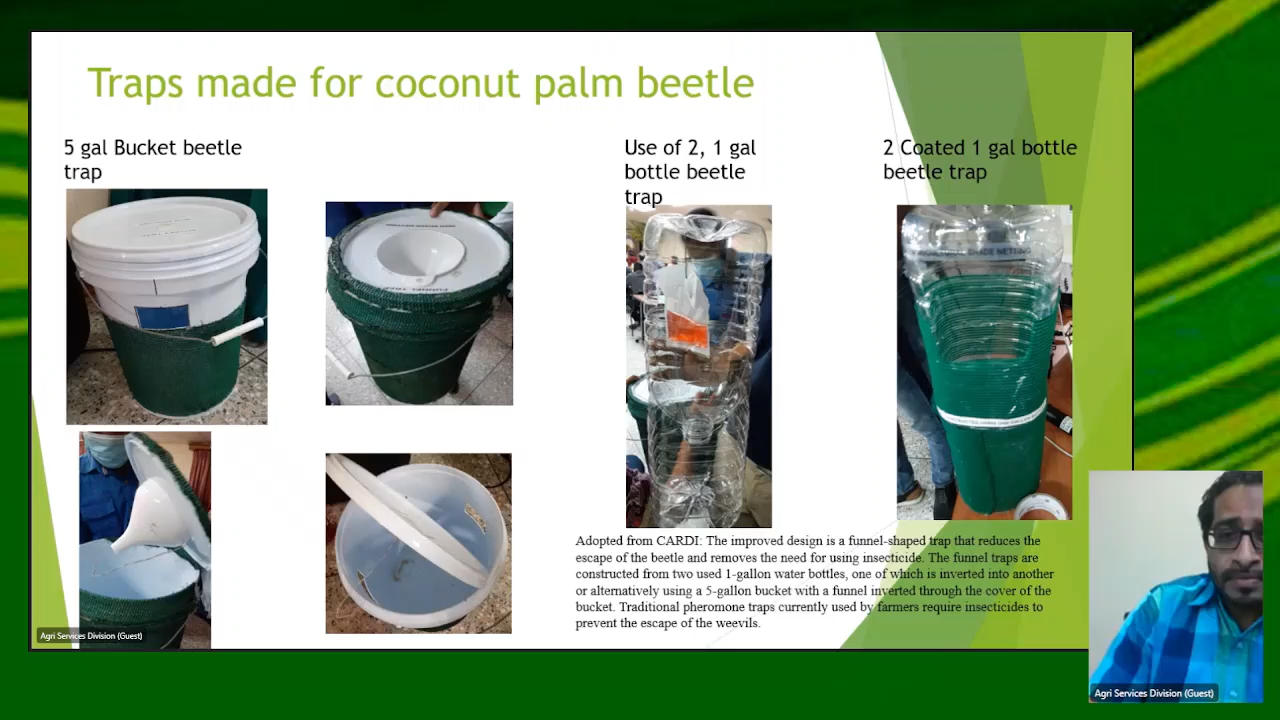 Traps made for coconut palm beetle
5 gal Bucket beetle
trap
Use of 2, 1 gal
bottle beetle
trap
2 Coated 1 gal bottle
beetle trap
SHADE NETTING
Adopted from CARDI: The improved design is a funnel-shaped trap that reduces the
escape of the beetle and removes the need for using insecticide. The funnel traps are
constructed from two used 1-gallon water bottles, one of which is inverted into another
or alternatively using a 5-gallon bucket with a funnel inverted through the cover of the
bucket. Traditional pheromone traps currently used by farmers require insecticides to
prevent the escape of the weevils.
Agri Services Division (Guest)
Agri Services Division (Guest)